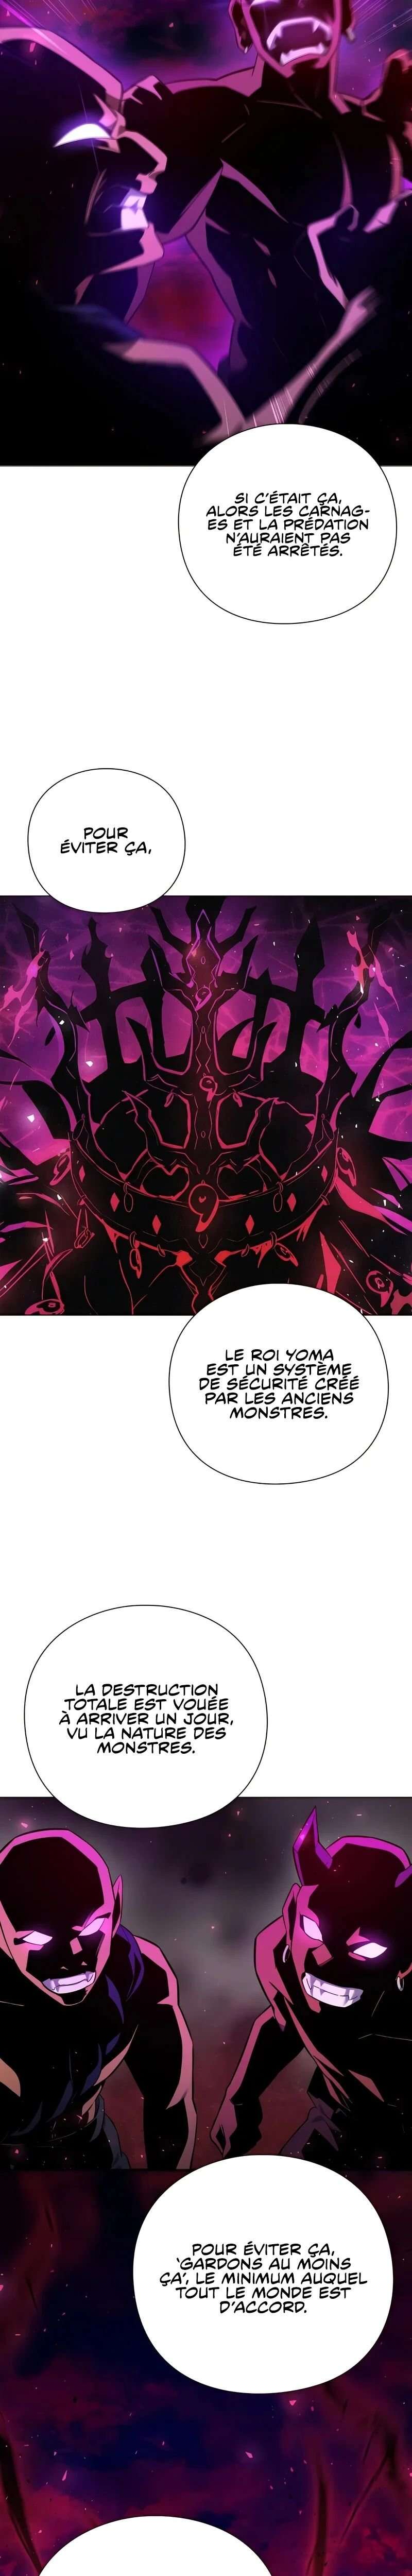 SI C'ÉTAIT ÇA,
ALORS LES CARNAG-
ES ET LA PRÉDATION
N'AURAIENT PAS
ÉTÉ ARRÊTÉS.
POUR
ÉVITER ÇA,
LE ROI YOMA
EST UN SYSTÈME
DE SÉCURITÉ CRÉÉ
PAR LES ANCIENS
MONSTRES.
LA DESTRUCTION
TOTALE EST VOUÉE
À ARRIVER UN JOUR,
VU LA NATURE DES
MONSTRES.
POUR ÉVITER ÇA,
'GARDONS AU MOINS
ÇA', LE MINIMUM AUQUEL
TOUT LE MONDE EST
D'ACCORD.